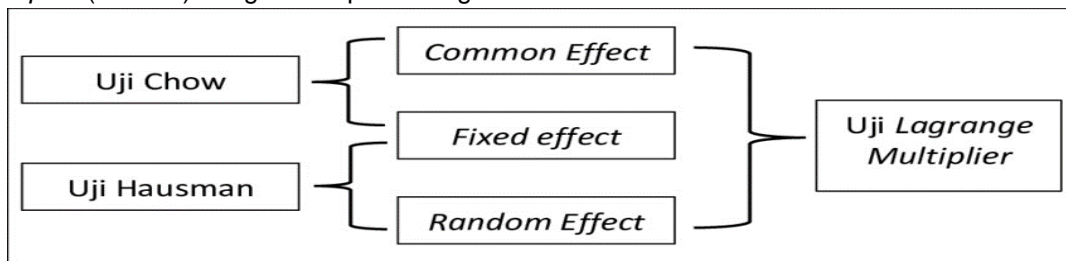 Uji Chow
Uji Hausman
Common Effect
Fixed effect
Random Effect
Uji Lagrange
Multiplier